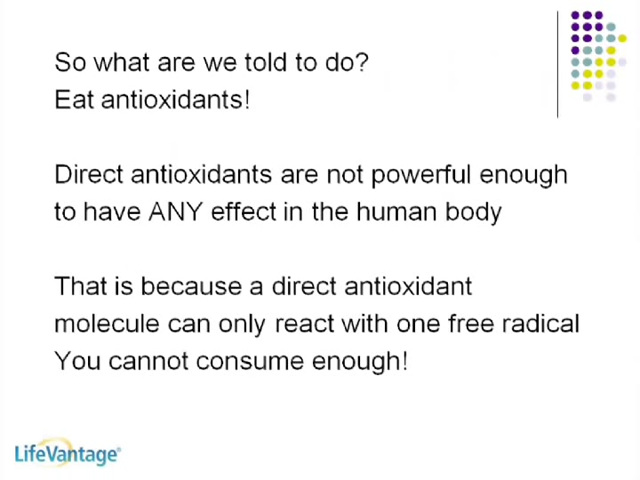 So what are we told to do?
Eat antioxidants!
Direct antioxidants are not powerful enough
to have ANY effect in the human body
That is because a direct antioxidant
molecule can only react with one free radical
You cannot consume enough!
LifeVantage®